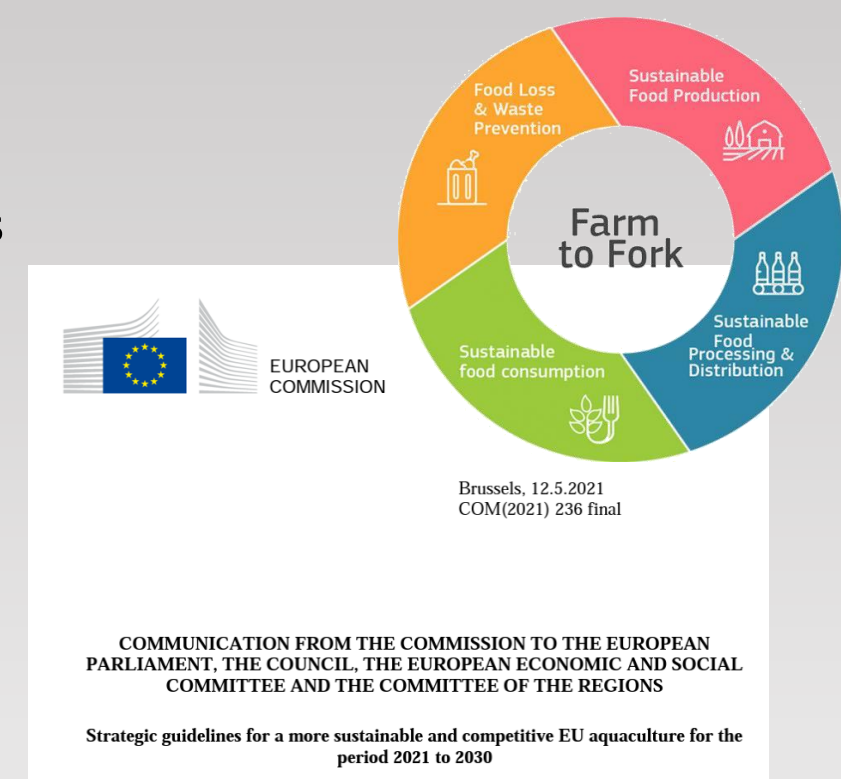 Food Loss
& Waste
Prevention
Sustainable
Food Production
Farm
to Fork
Sustainable
Food
Processing &
Distribution
Sustainable
food consumption
s
EUROPEAN
COMMISSION
Brussels, 12.5.2021
COM(2021) 236 final
COMMUNICATION FROM THE COMMISSION TO THE EUROPEAN
PARLIAMENT, THE COUNCIL, THE EUROPEAN ECONOMIC AND SOCIAL
COMMITTEE AND THE COMMITTEE OF THE REGIONS
Strategic guidelines for a more sustainable and competitive EU aquaculture for the
period 2021 to 2030